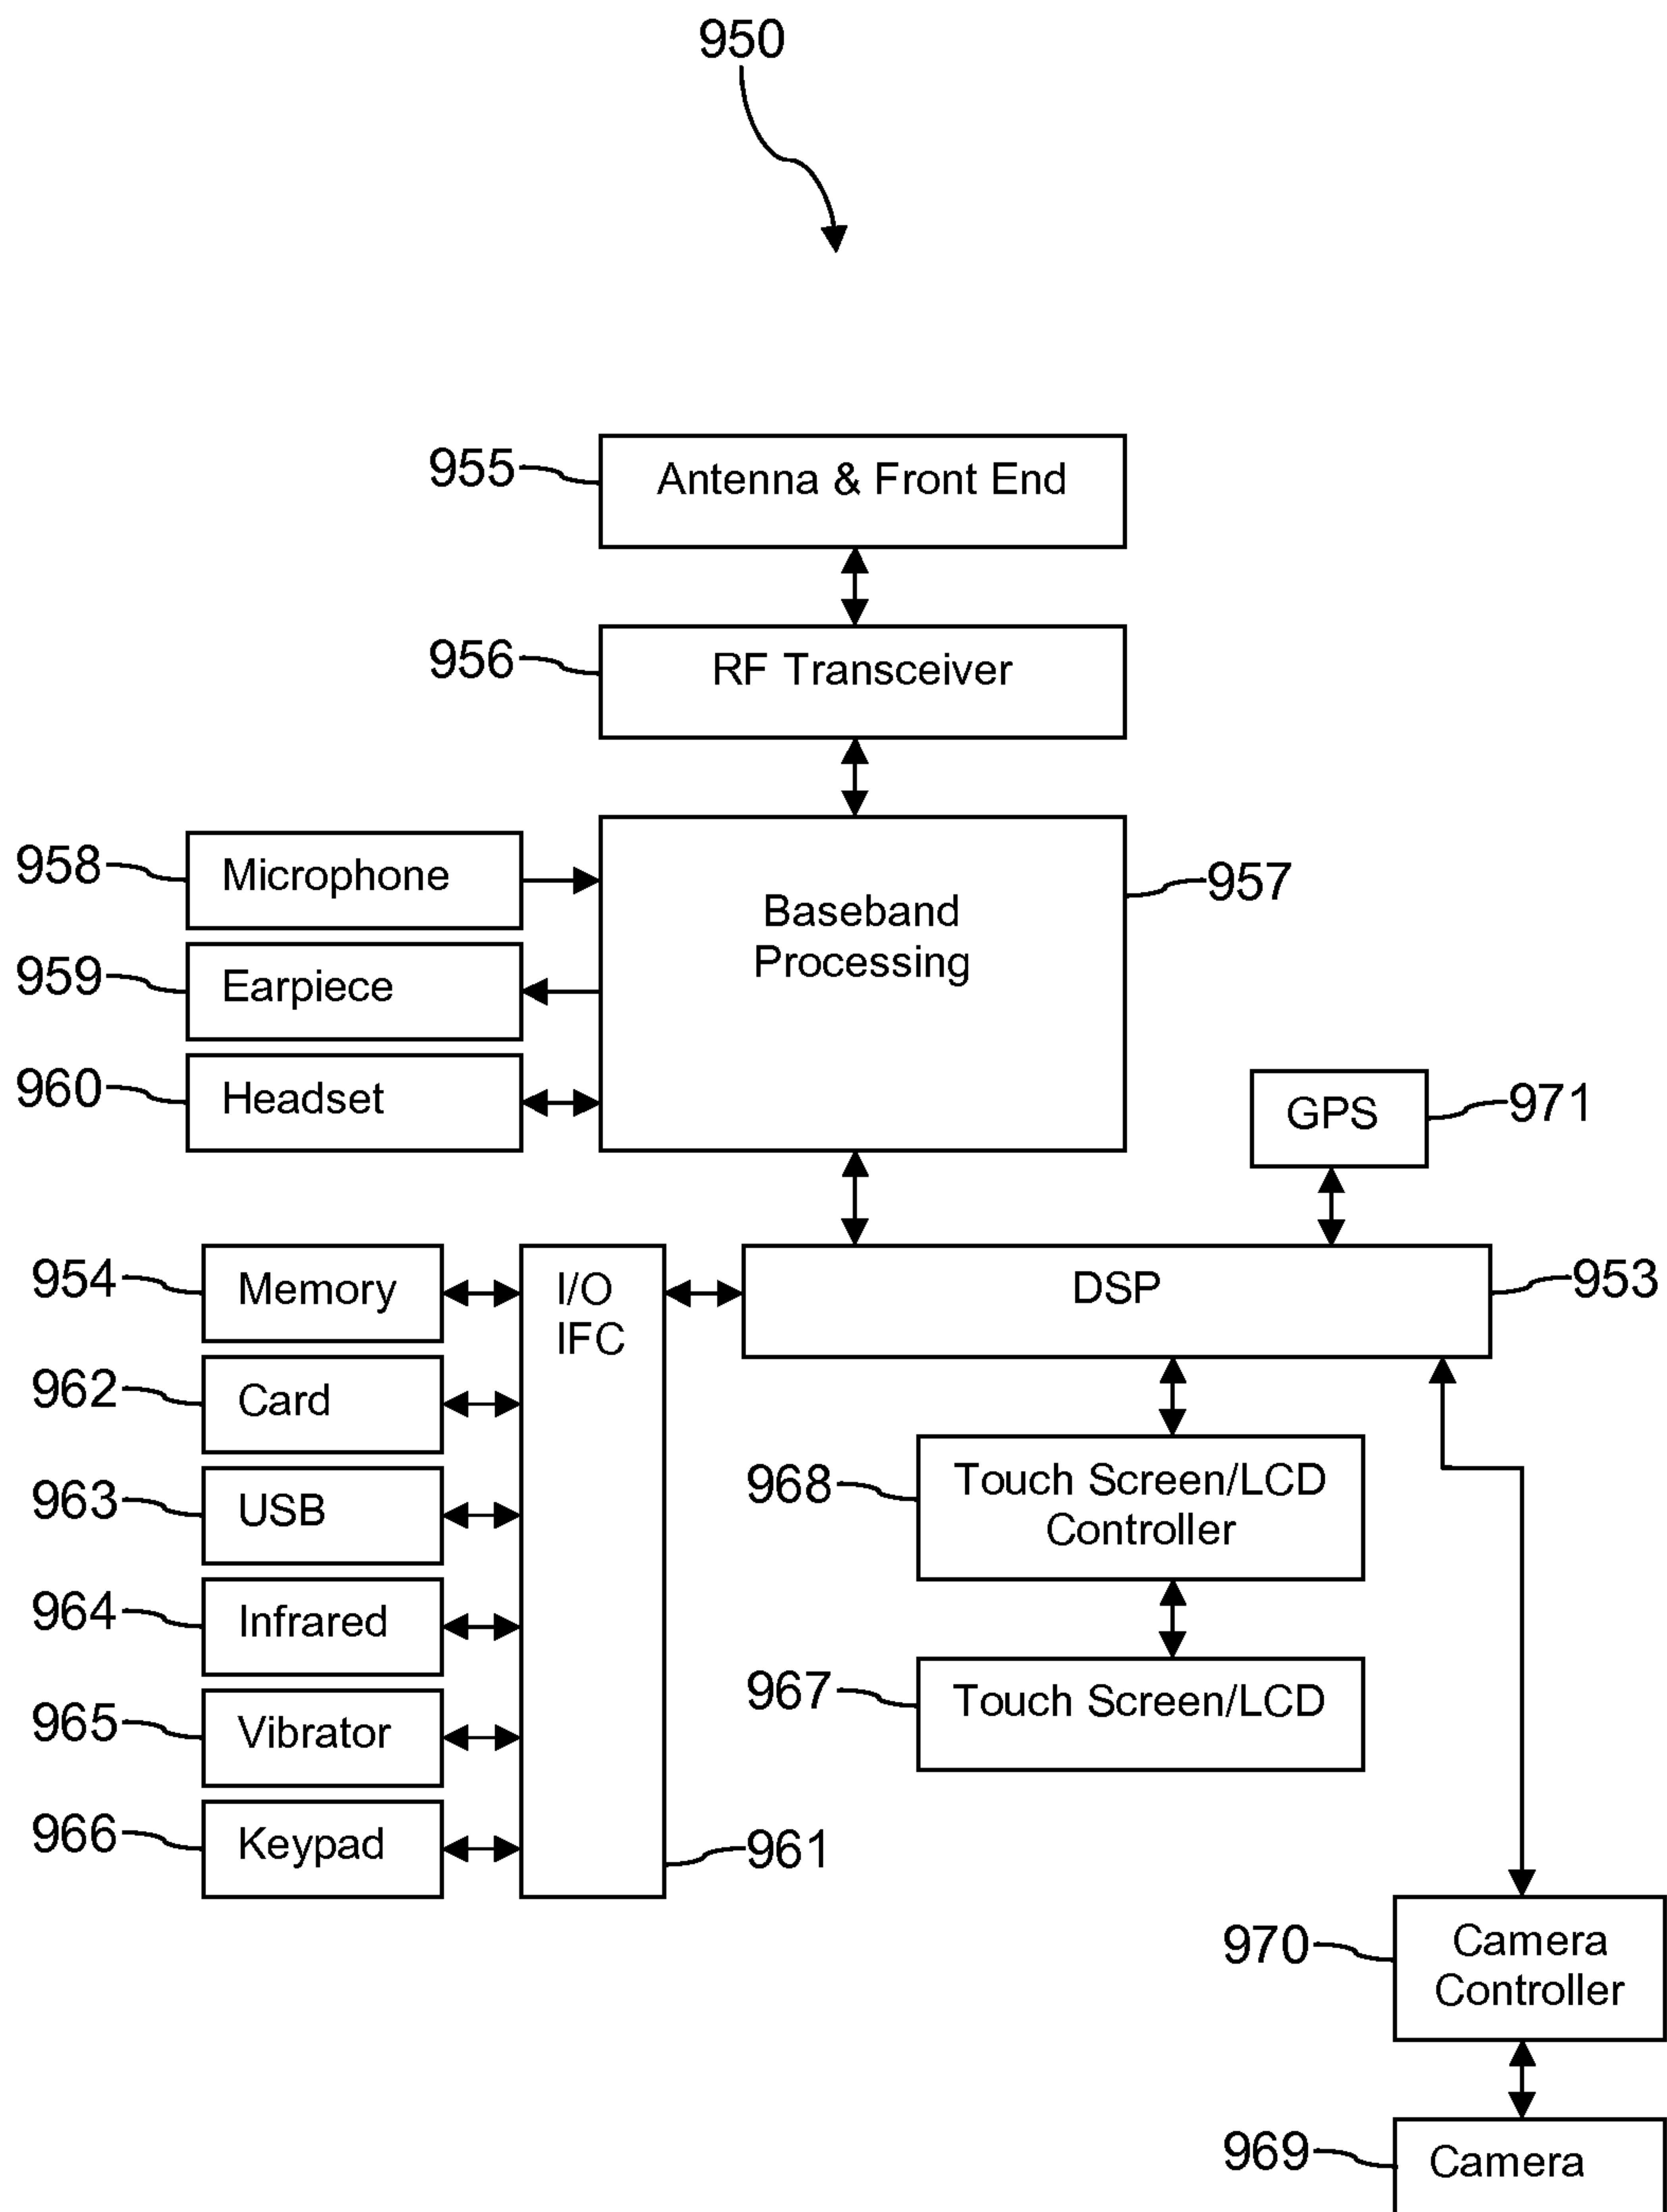 950
955
Antenna & Front End
956
RF Transceiver
958
Microphone
957
Baseband
Processing
959
Earpiece
960
Headset
GPS
971
954
Memory
I/O
IFC
DSP
953
962
Card
963
USB
968
Touch Screen/LCD
Controller
964
Infrared
967
Touch Screen/LCD
965
Vibrator
966
Keypad
961
970
Camera
Controller
969
Camera